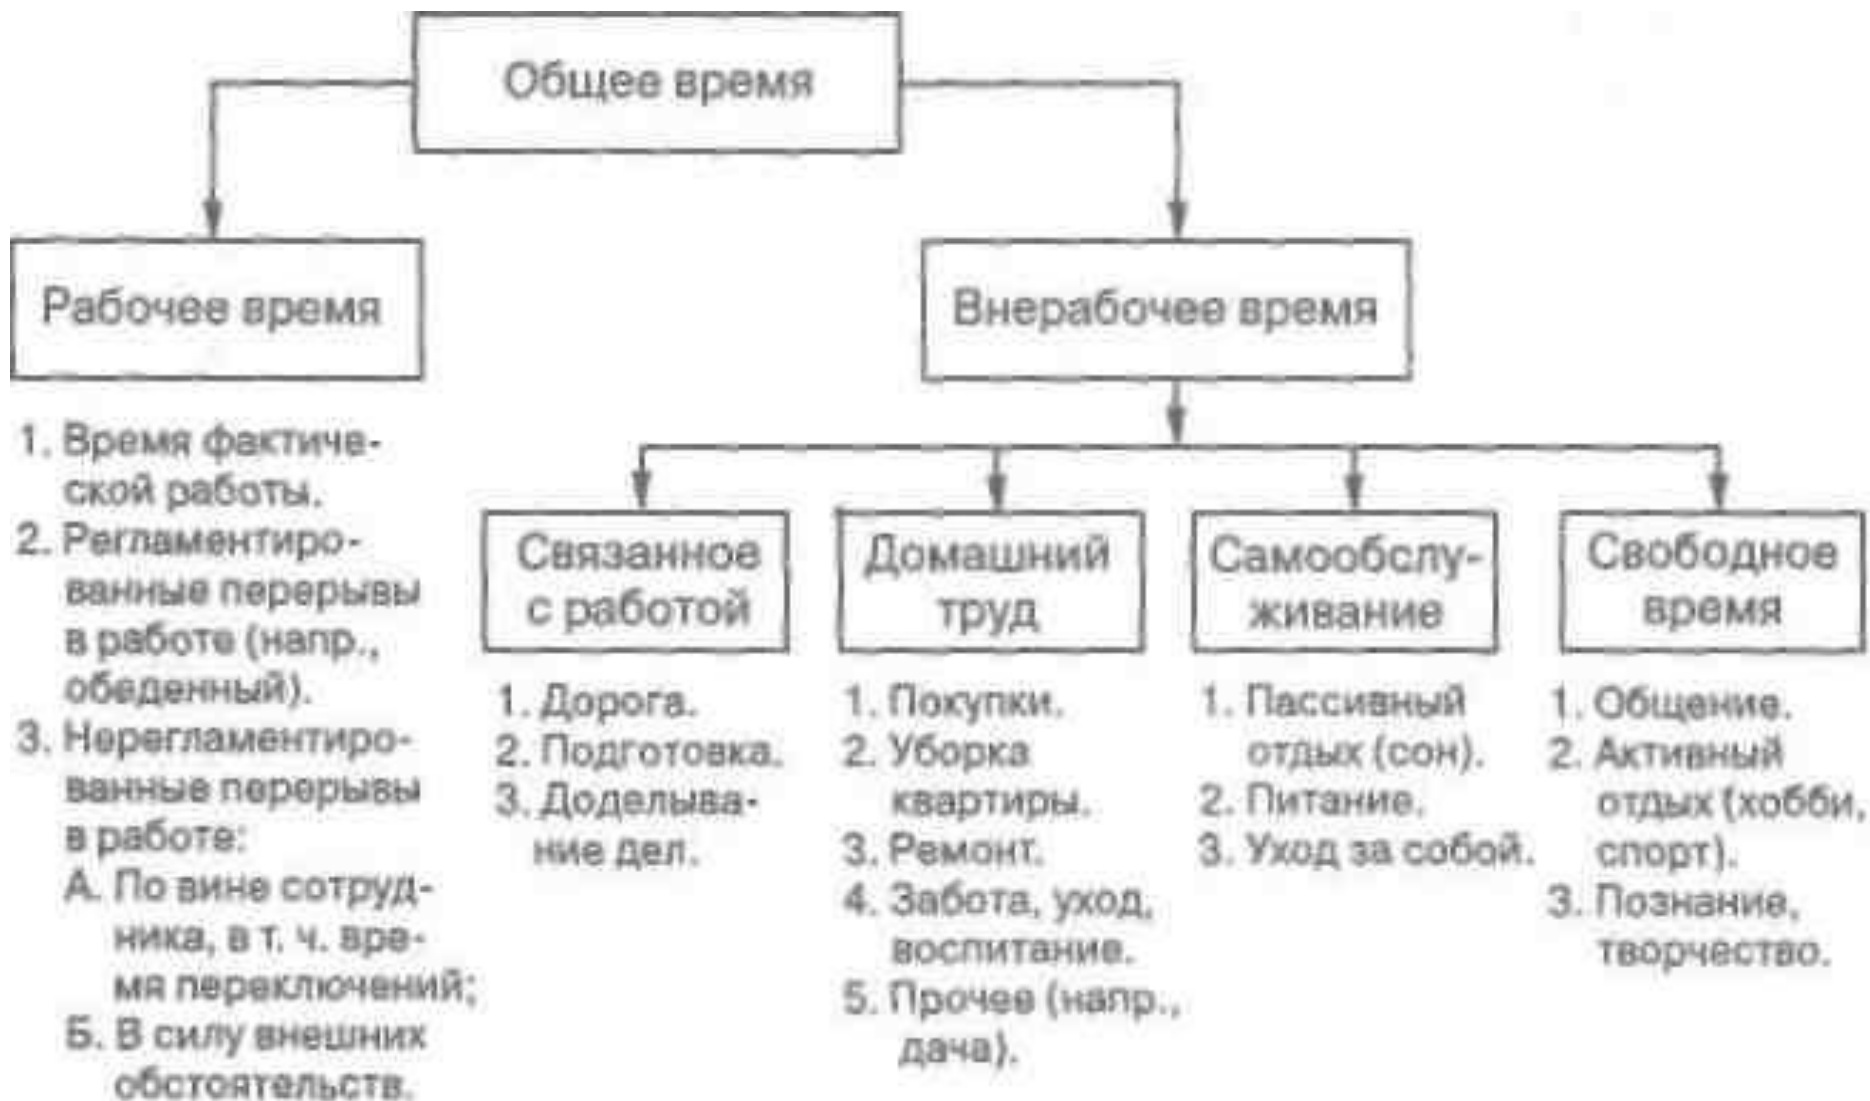 Общее время
Рабочее время
Внерабочее время
1. Время фактиче-
ской работы.
2. Регламентиро-
ванные перерывы
в работе (напр.,
обеденный).
3. Нерегламентиро-
ванные перерывы
в работе:
А. По вине сотруд-
ника, в т. ч. вре-
мя переключений;
Б. В силу внешних
обстоятельств.
Связанное
с работой
1. Дорога.
2. Подготовка.
3. Доделыва-
ние дел.
Домашний
труд
1. Покупки.
2. Уборка
квартиры.
3. Ремонт.
4. Забота, уход,
воспитание.
5. Прочее (напр.,
дача).
Самообслу-
живание
1. Пассивный
отдых (сон).
2. Питание.
3. Уход за собой.
Свободное
время
1. Общение.
2. Активный
отдых (хобби,
спорт).
3. Познание,
творчество.